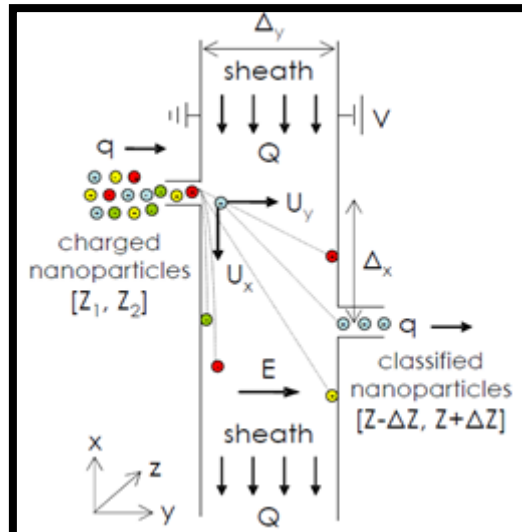 Δy
sheath
V
q
Q
Uy
charged
nanoparticles
[Z1, Z2]
Ux
Δx
q
classified
nanoparticles
[Z-ΔZ, Z+ΔZ]
E
sheath
x
z
y
Q